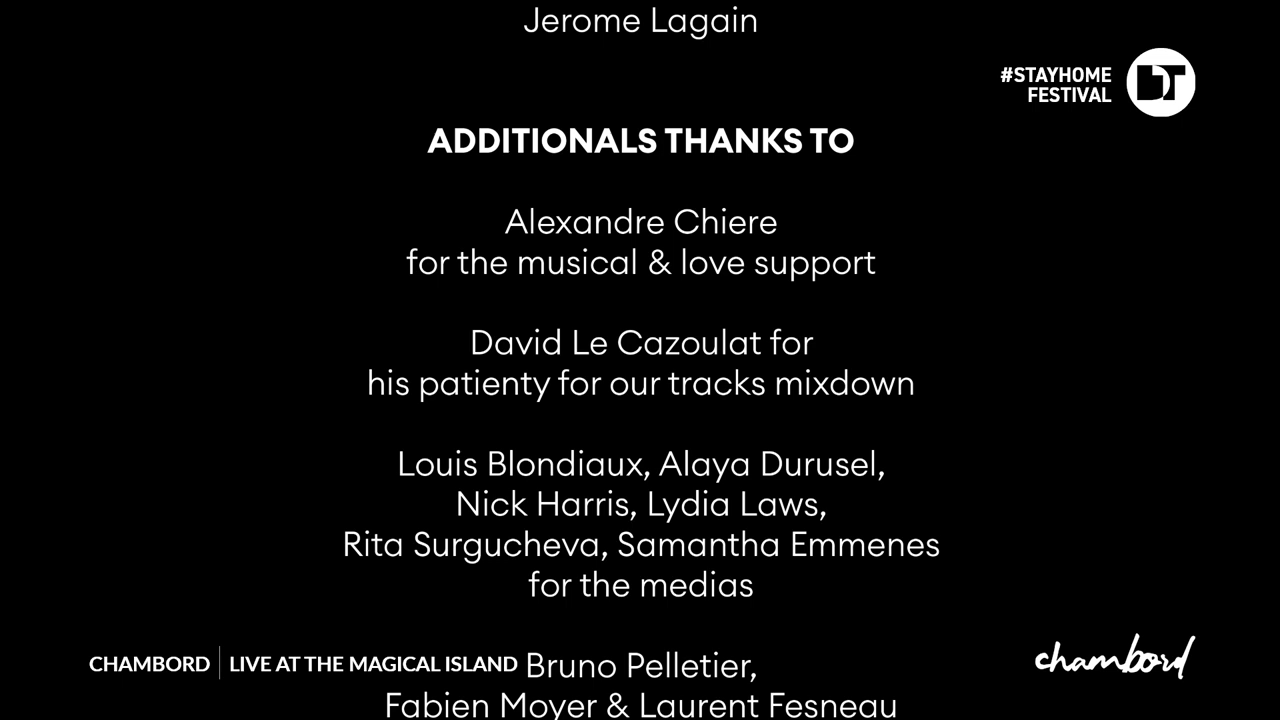 Jerome Lagain
#STAYHOME
FESTIVAL
DT
ADDITIONALS THANKS TO
Alexandre Chiere
for the musical & love support
David Le Cazoulat for
his patienty for our tracks mixdown
Louis Blondiaux, Alaya Durusel,
Nick Harris, Lydia Laws,
Rita Surgucheva, Samantha Emmenes
for the medias
CHAMBORD | LIVE AT THE MAGICAL ISLAND
Bruno Pelletier,
chambord
Fabien Moyer & Laurent Fesneau